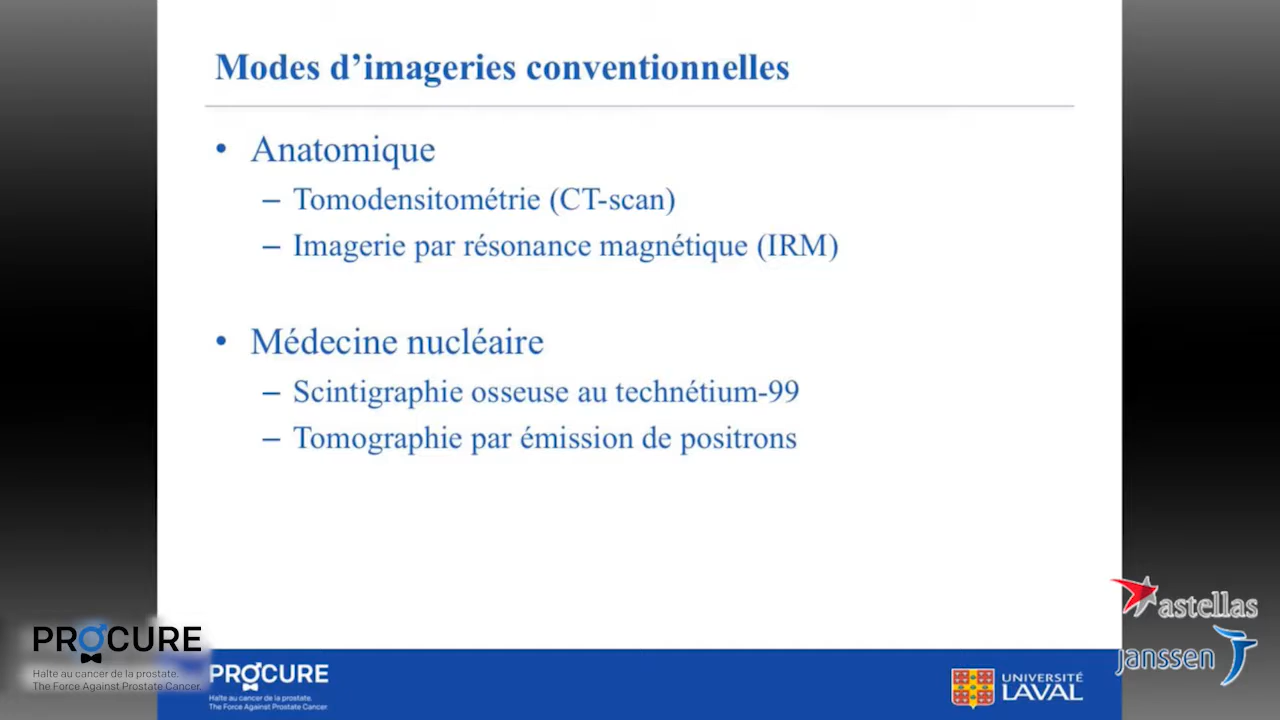 Modes d’imageries conventionnelles
• Anatomique
– Tomodensitométrie (CT-scan)
– Imagerie par résonance magnétique (IRM)
• Médecine nucléaire
– Scintigraphie osseuse au technétium-99
– Tomographie par émission de positrons
PROCURE
Halte au cancer de la prostate.
The Force Against Prostate Cancer.
PROCURE
Halte au cancer de la prostate.
The Force Against Prostate Cancer.
UNIVERSITÉ
LAVAL
astellas
janssen